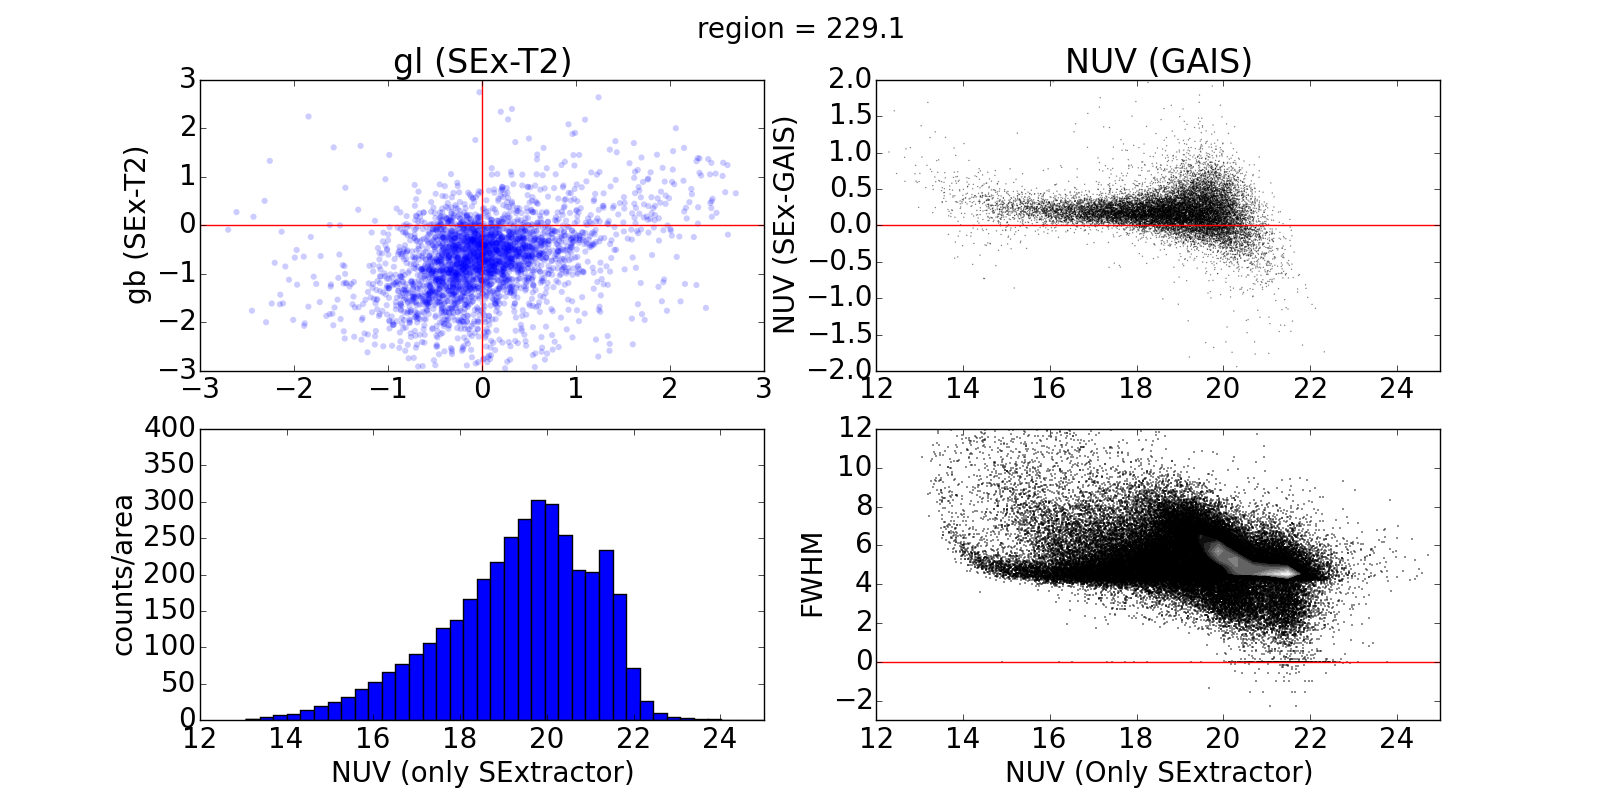 region = 229.1
gl (SEx-T2)
NUV (GAIS)
gb (SEx-T2)
3
2
1
0
−1
−2
−3
−3 −2 −1 0 1 2 3
NUV (SEx-GAIS)
2.0
1.5
1.0
0.5
0.0
−0.5
−1.0
−1.5
−2.0
12 14 16 18 20 22 24
counts/area
400
350
300
250
200
150
100
50
0
12 14 16 18 20 22 24
NUV (only SExtractor)
FWHM
12
10
8
6
4
2
0
−2
12 14 16 18 20 22 24
NUV (Only SExtractor)